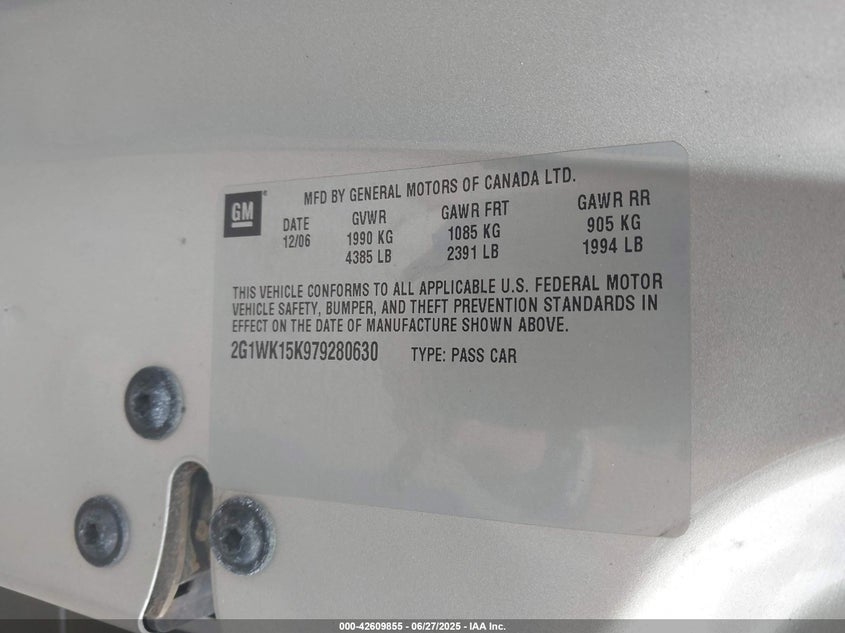 GM
MFD BY GENERAL MOTORS OF CANADA LTD.
DATE GVWR GAWR FRT GAWR RR
12/06 1990 KG 1085 KG 905 KG
4385 LB 2391 LB 1994 LB
THIS VEHICLE CONFORMS TO ALL APPLICABLE U.S. FEDERAL MOTOR
VEHICLE SAFETY, BUMPER, AND THEFT PREVENTION STANDARDS IN
EFFECT ON THE DATE OF MANUFACTURE SHOWN ABOVE.
2G1WK15K979280630 TYPE: PASS CAR
000-42609855 - 06/27/2025 - IAA Inc.